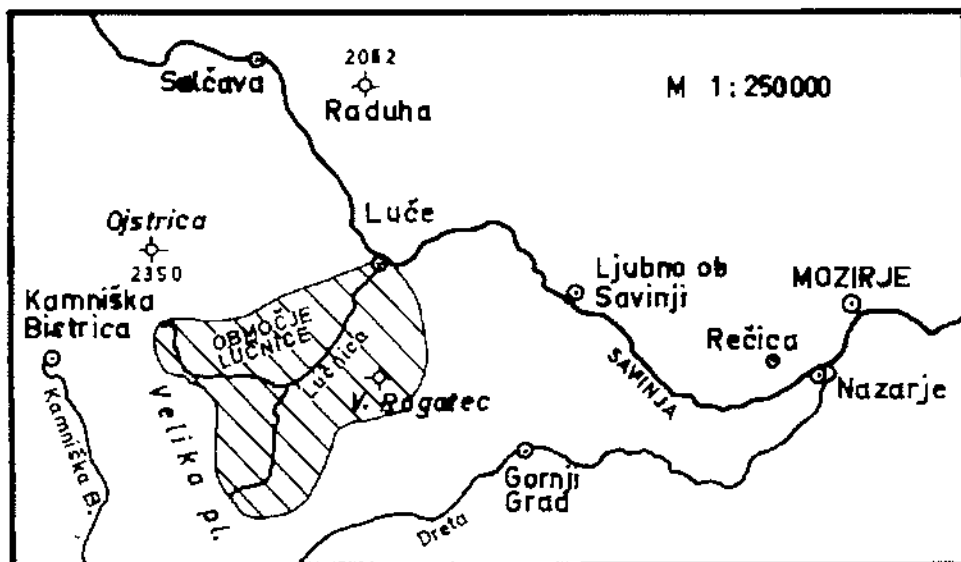 2062
Solčava
Raduha
M 1:250000
Luče
Ojstrica
2350
Kamniška
Bistrica
OBMOČJE
LUČNICE
Lučnica
V. Rogatec
Velika pl.
Kamniška B.
Ljubno ob
Savinji
MOZIRJE
Rečica
SAVINJA
Nazarje
Gornji
Grad
Dreta